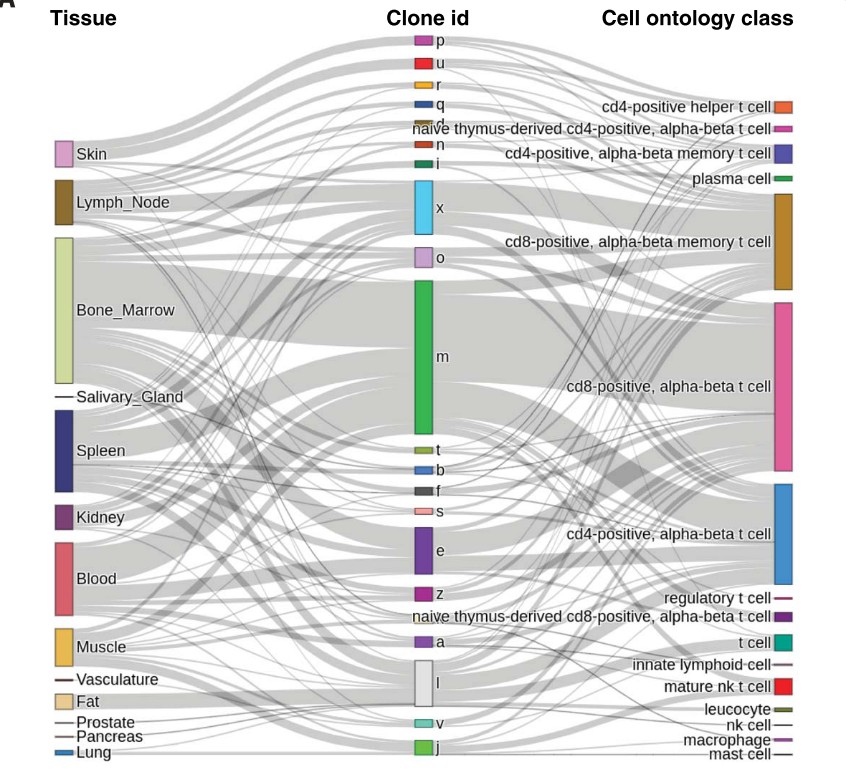 A
Tissue Clone id Cell ontology class
p
u
r
q
d
n
i
x
o
m
t
b
f
s
e
z
a
l
v
j
Skin
Lymph_Node
Bone_Marrow
Salivary_Gland
Spleen
Kidney
Blood
Muscle
Vasculature
Fat
Prostate
Pancreas
Lung
cd4-positive helper t cell
naive thymus-derived cd4-positive, alpha-beta t cell
cd4-positive, alpha-beta memory t cell
plasma cell
cd8-positive, alpha-beta memory t cell
cd8-positive, alpha-beta t cell
cd4-positive, alpha-beta t cell
regulatory t cell
naive thymus-derived cd8-positive, alpha-beta t cell
t cell
innate lymphoid cell
mature nk t cell
leucocyte
nk cell
macrophage
mast cell